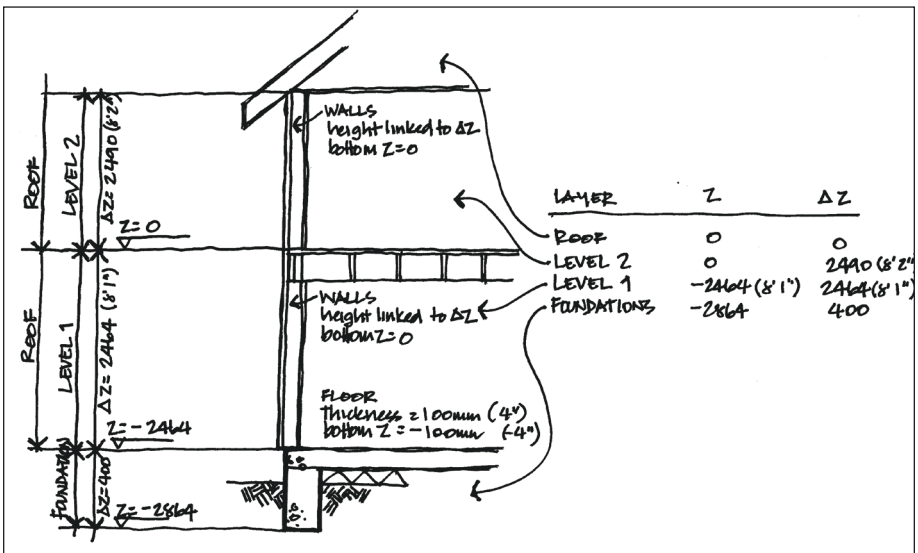 ROOF
LEVEL 2
ΔZ= 2490 (8'2")
Z=0
ROOF
LEVEL 1
ΔZ= 2464 (8'1")
Z=-2464
FOUNDATION
ΔZ=400
Z=-2864
WALLS
height linked to ΔZ
bottom Z=0
WALLS
height linked to ΔZ
bottom Z=0
FLOOR
thickness = 100mm (4")
bottom Z = -100mm (-4")
LAYER Z ΔZ
ROOF 0 0
LEVEL 2 0 2490 (8'2")
LEVEL 1 -2464 (8'1") 2464 (8'1")
FOUNDATIONS -2864 400